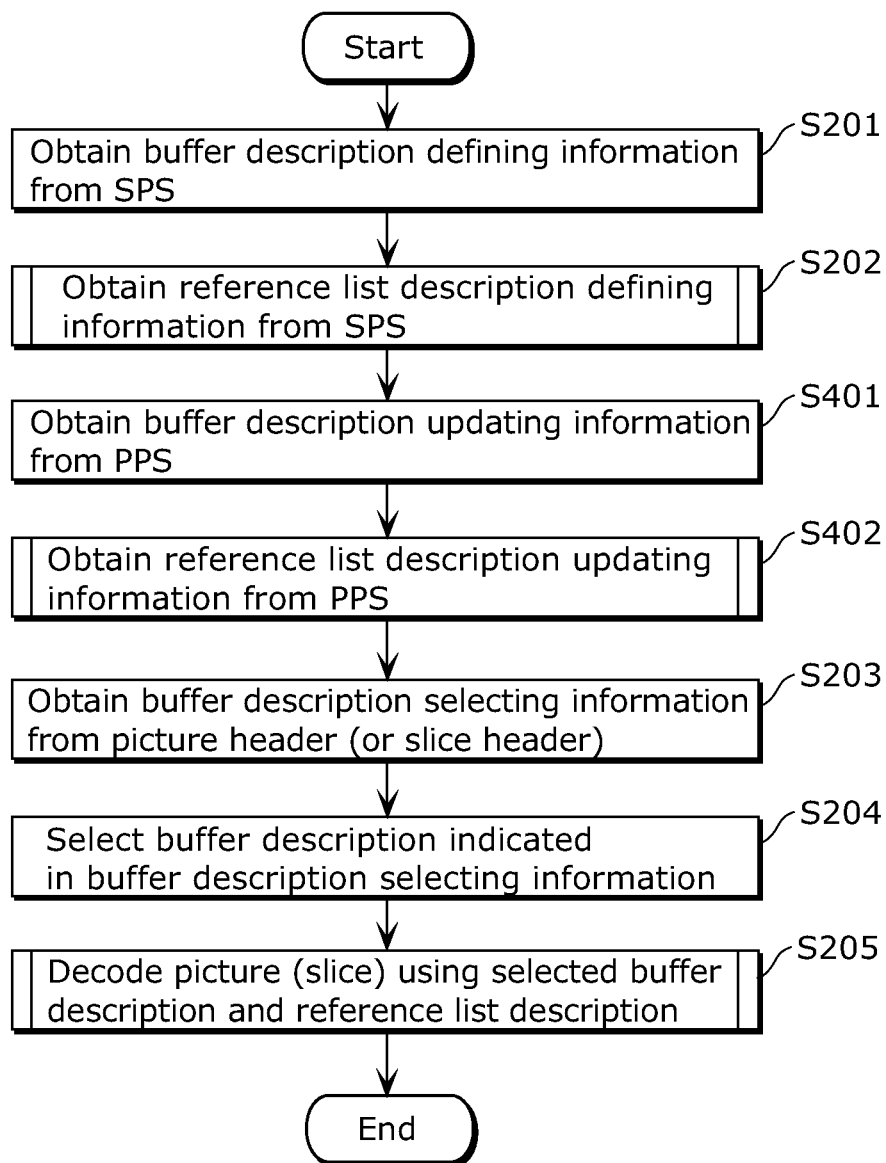 Start
S201
Obtain buffer description defining information
from SPS
S202
Obtain reference list description defining
information from SPS
S401
Obtain buffer description updating information
from PPS
S402
Obtain reference list description updating
information from PPS
S203
Obtain buffer description selecting information
from picture header (or slice header)
S204
Select buffer description indicated
in buffer description selecting information
S205
Decode picture (slice) using selected buffer
description and reference list description
End